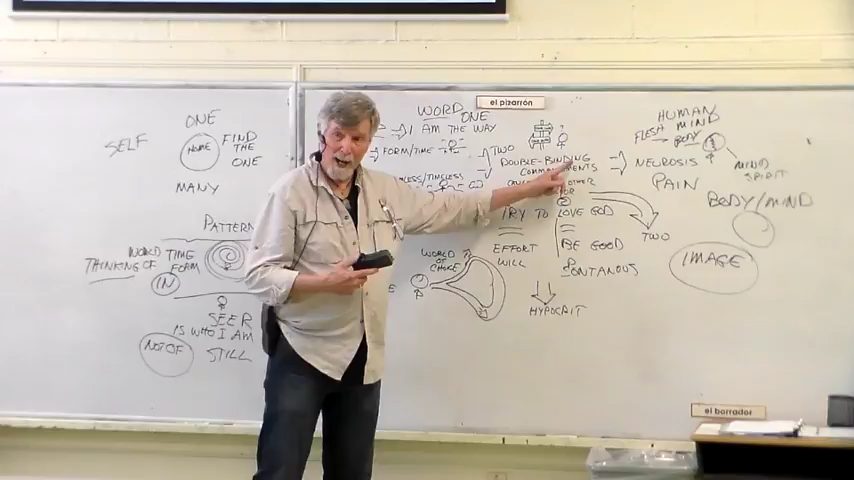 SELF
ONE
HOME
FIND
THE
ONE
MANY
PATTERN
WORLD TIME
THINKING OF FORM
IN
SEER
IS WHO I AM
NOT OF STILL
el pizarrón
WORD ONE
I AM THE WAY
FORM/TIME
TWO
DOUBLE-BINDING
TRY TO LOVE GOD
EFFORT
WILL
BE GOOD
SPONTANOUS
TWO
HYPOCRIT
WORLD
OF
CHOICE
HUMAN
MIND
FLESH BODY
NEUROSIS
PAIN
MIND
SPIRIT
BODY/MIND
IMAGE
el borrador